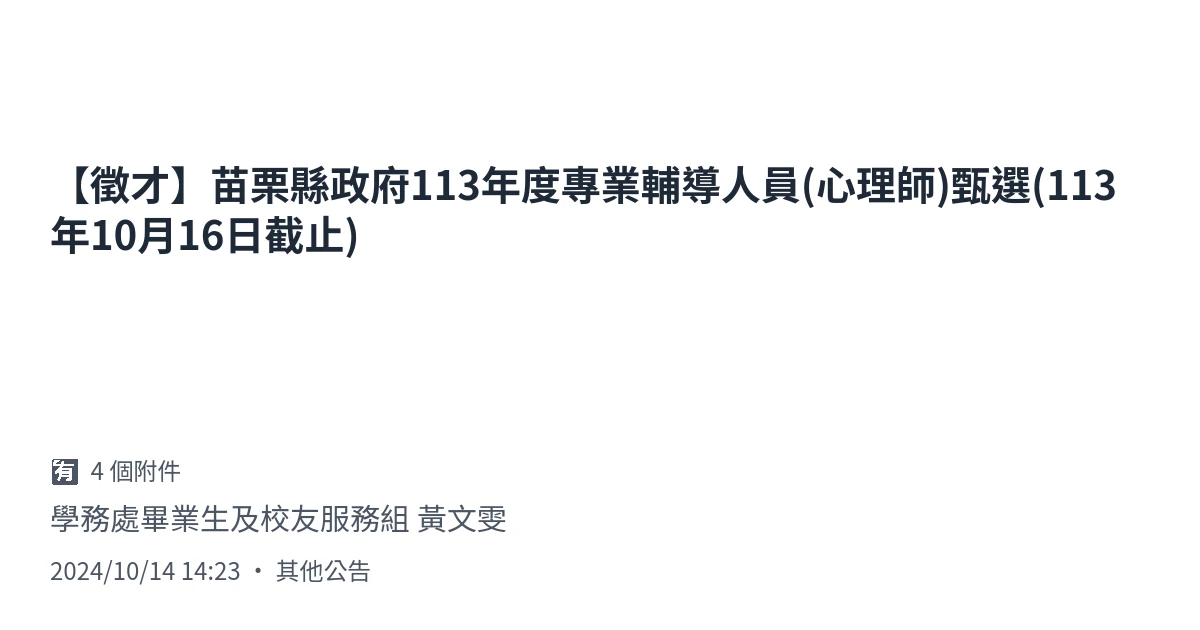 【徵才】苗栗縣政府113年度專業輔導人員(心理師)甄選(113
年10月16日截止)
有 4 個附件
學務處畢業生及校友服務組 黃文雯
2024/10/14 14:23 • 其他公告